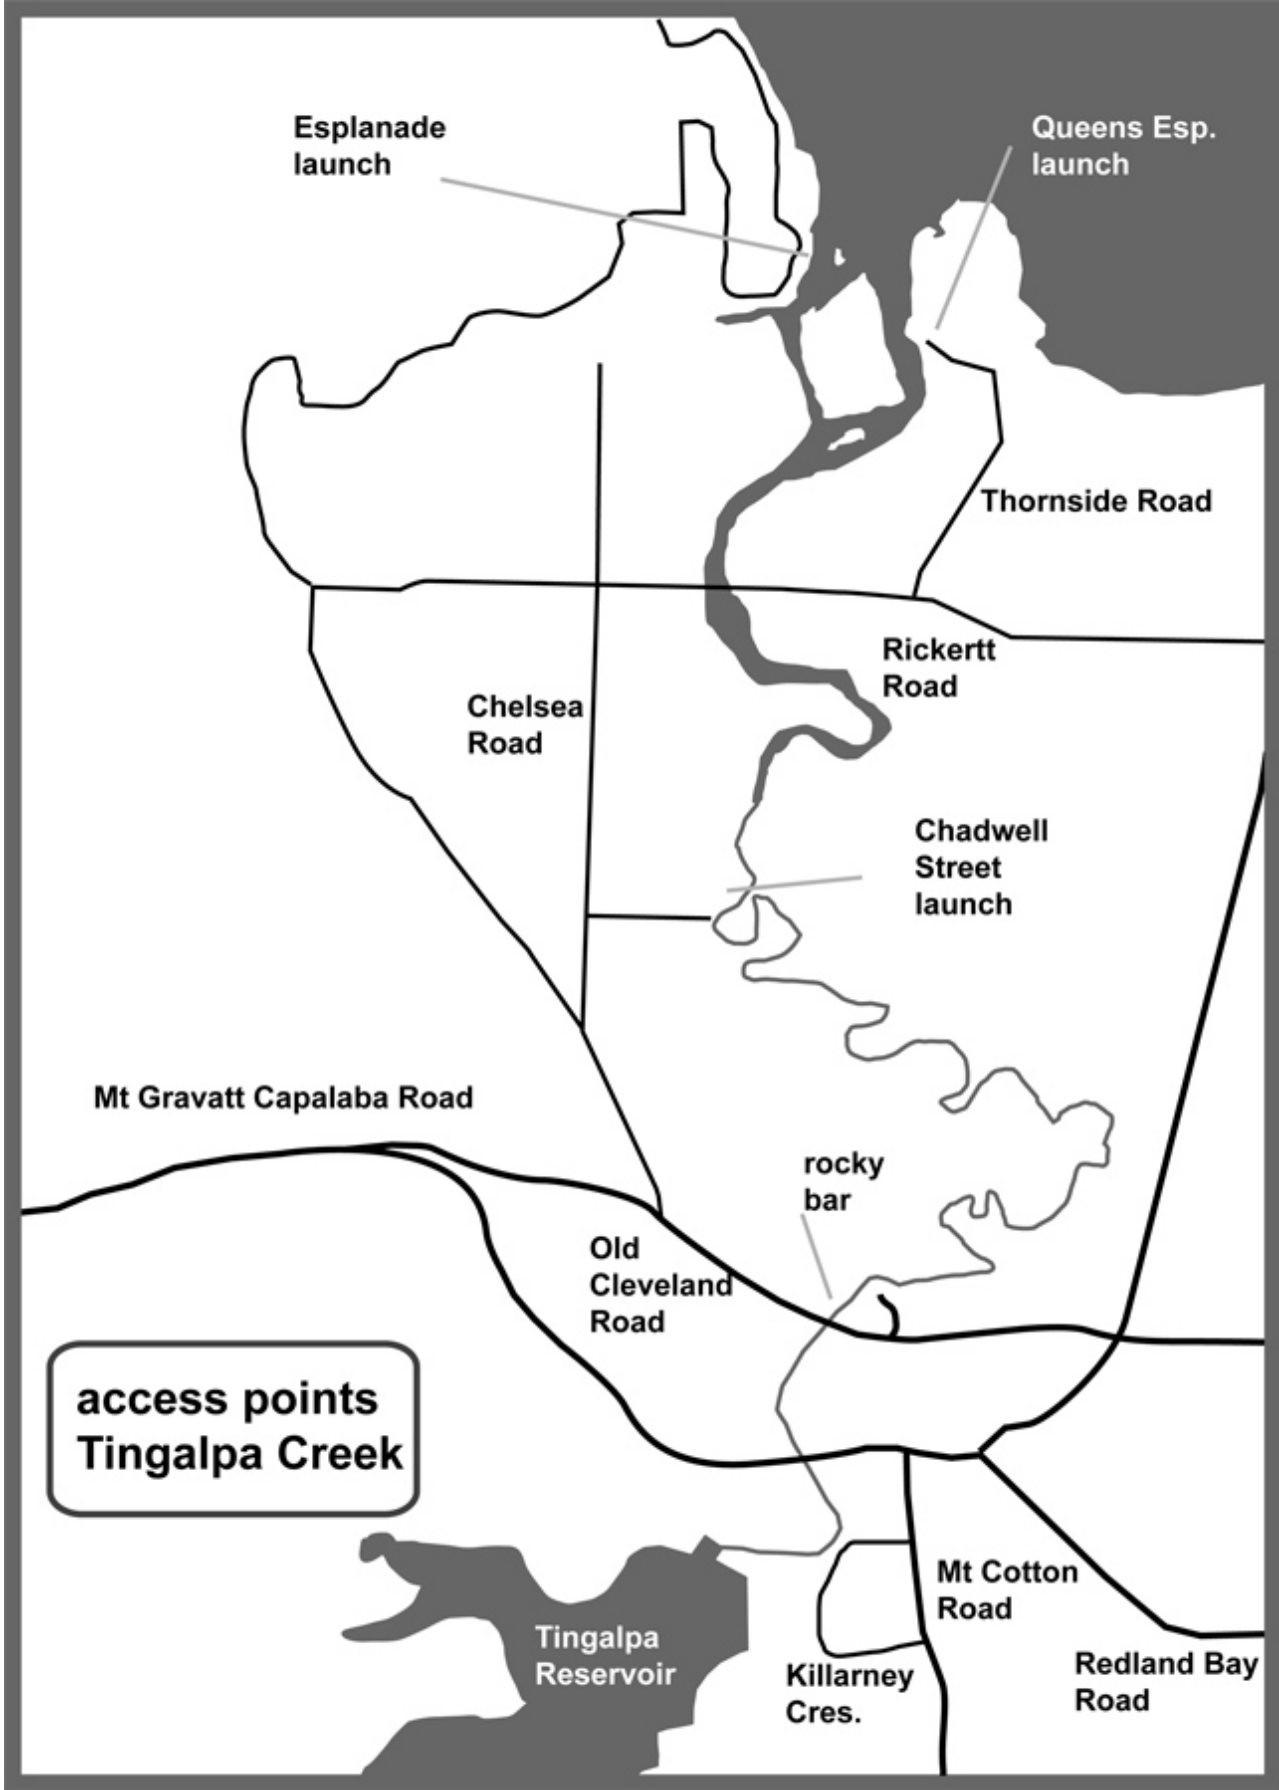 Esplanade
launch
Queens Esp.
launch
Thornside Road
Rickertt
Road
Chelsea
Road
Chadwell
Street
launch
Mt Gravatt Capalaba Road
rocky
bar
Old
Cleveland
Road
access points
Tingalpa Creek
Mt Cotton
Road
Tingalpa
Reservoir
Killarney
Cres.
Redland Bay
Road